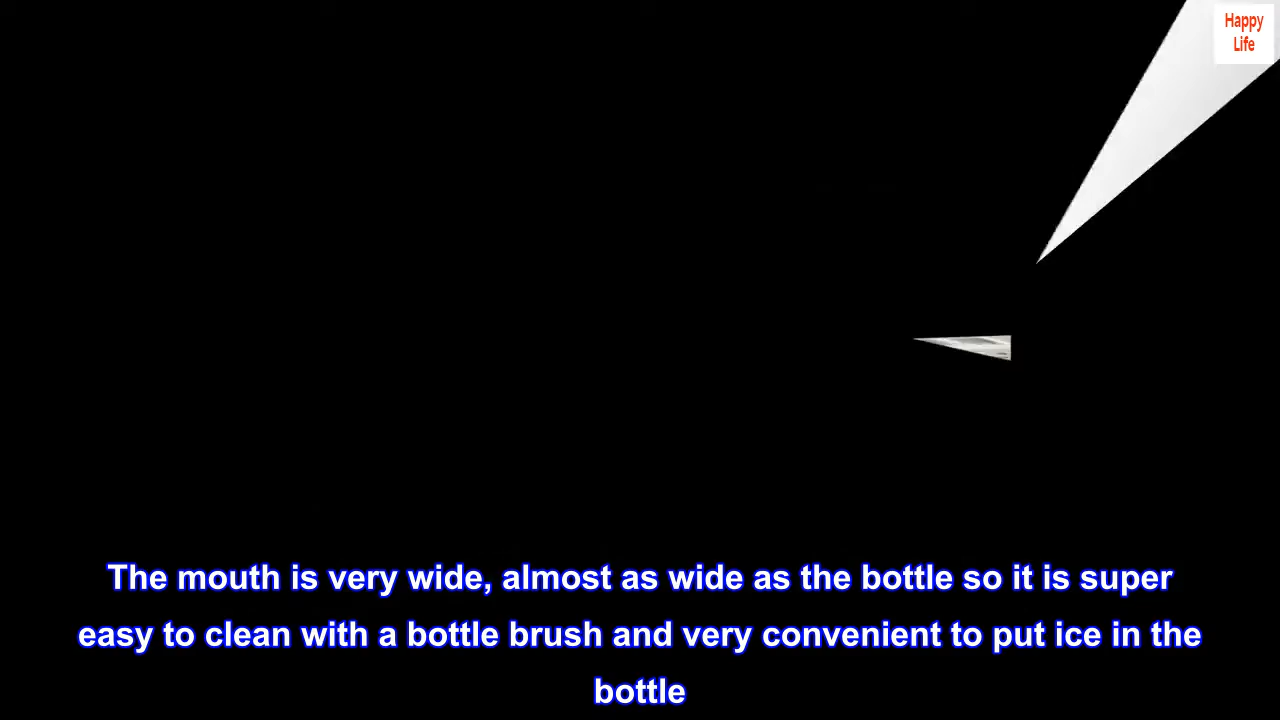 Happy
Life
The mouth is very wide, almost as wide as the bottle so it is super
easy to clean with a bottle brush and very convenient to put ice in the
bottle